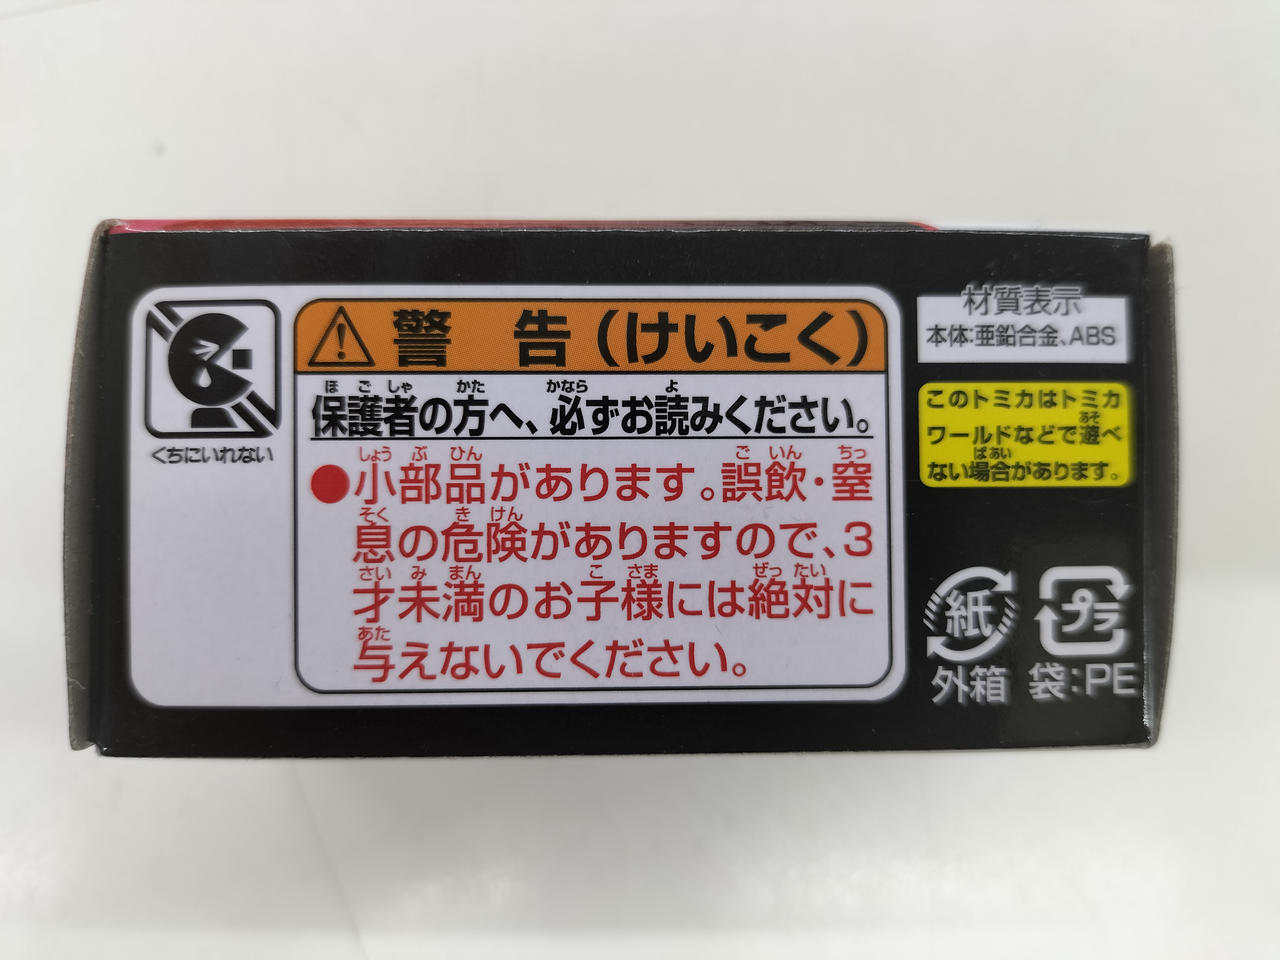 くちにいれない
警 告(けいこく)
ほ ご しゃ かた かなら よ
保護者の方へ、必ずお読みください。
しょう ぶ ひん ご いん ちっ
●小部品があります。誤飲・窒
そく き けん
息の危険がありますので、3
さい み まん こ さま ぜっ たい
才未満のお子様には絶対に
あた
与えないでください。
材質表示
本体:亜鉛合金、ABS
このトミカはトミカ
あそ
ワールドなどで遊べ
ばあい
ない場合があります。
紙
外箱
プラ
袋:PE